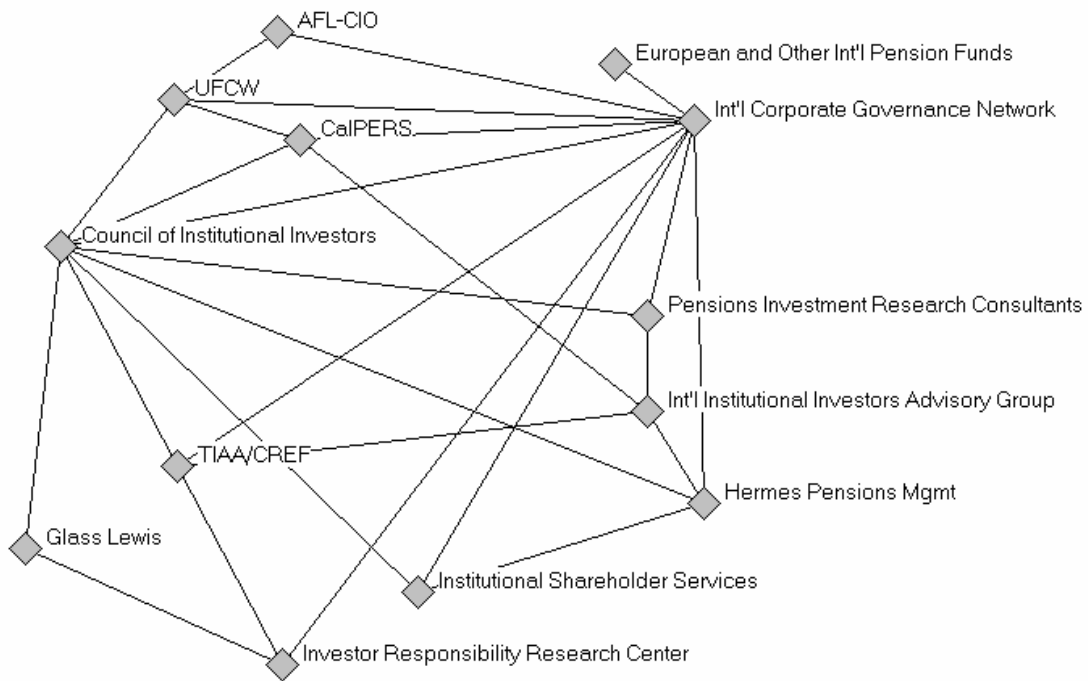 AFL-CIO
European and Other Int'l Pension Funds
UFCW
Int'l Corporate Governance Network
CalPERS
Council of Institutional Investors
Pensions Investment Research Consultants
Int'l Institutional Investors Advisory Group
TIAA/CREF
Hermes Pensions Mgmt
Glass Lewis
Institutional Shareholder Services
Investor Responsibility Research Center